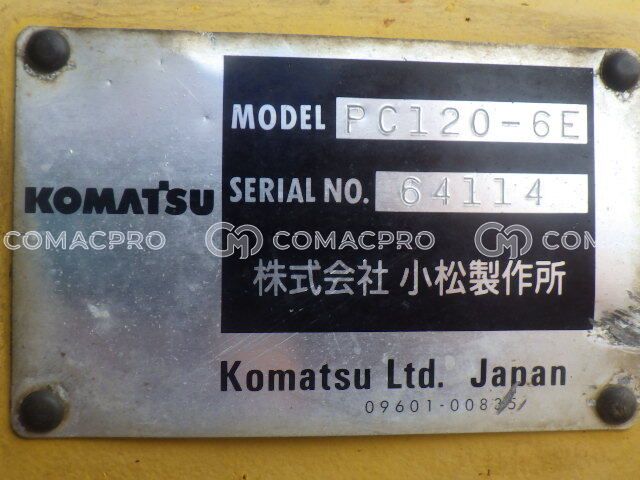 MODEL PC120-6E
SERIAL NO. 64114
KOMATSU
COMACPRO COMACPRO COM
株式会社 小松製作所
Komatsu Ltd. Japan
09601-00835